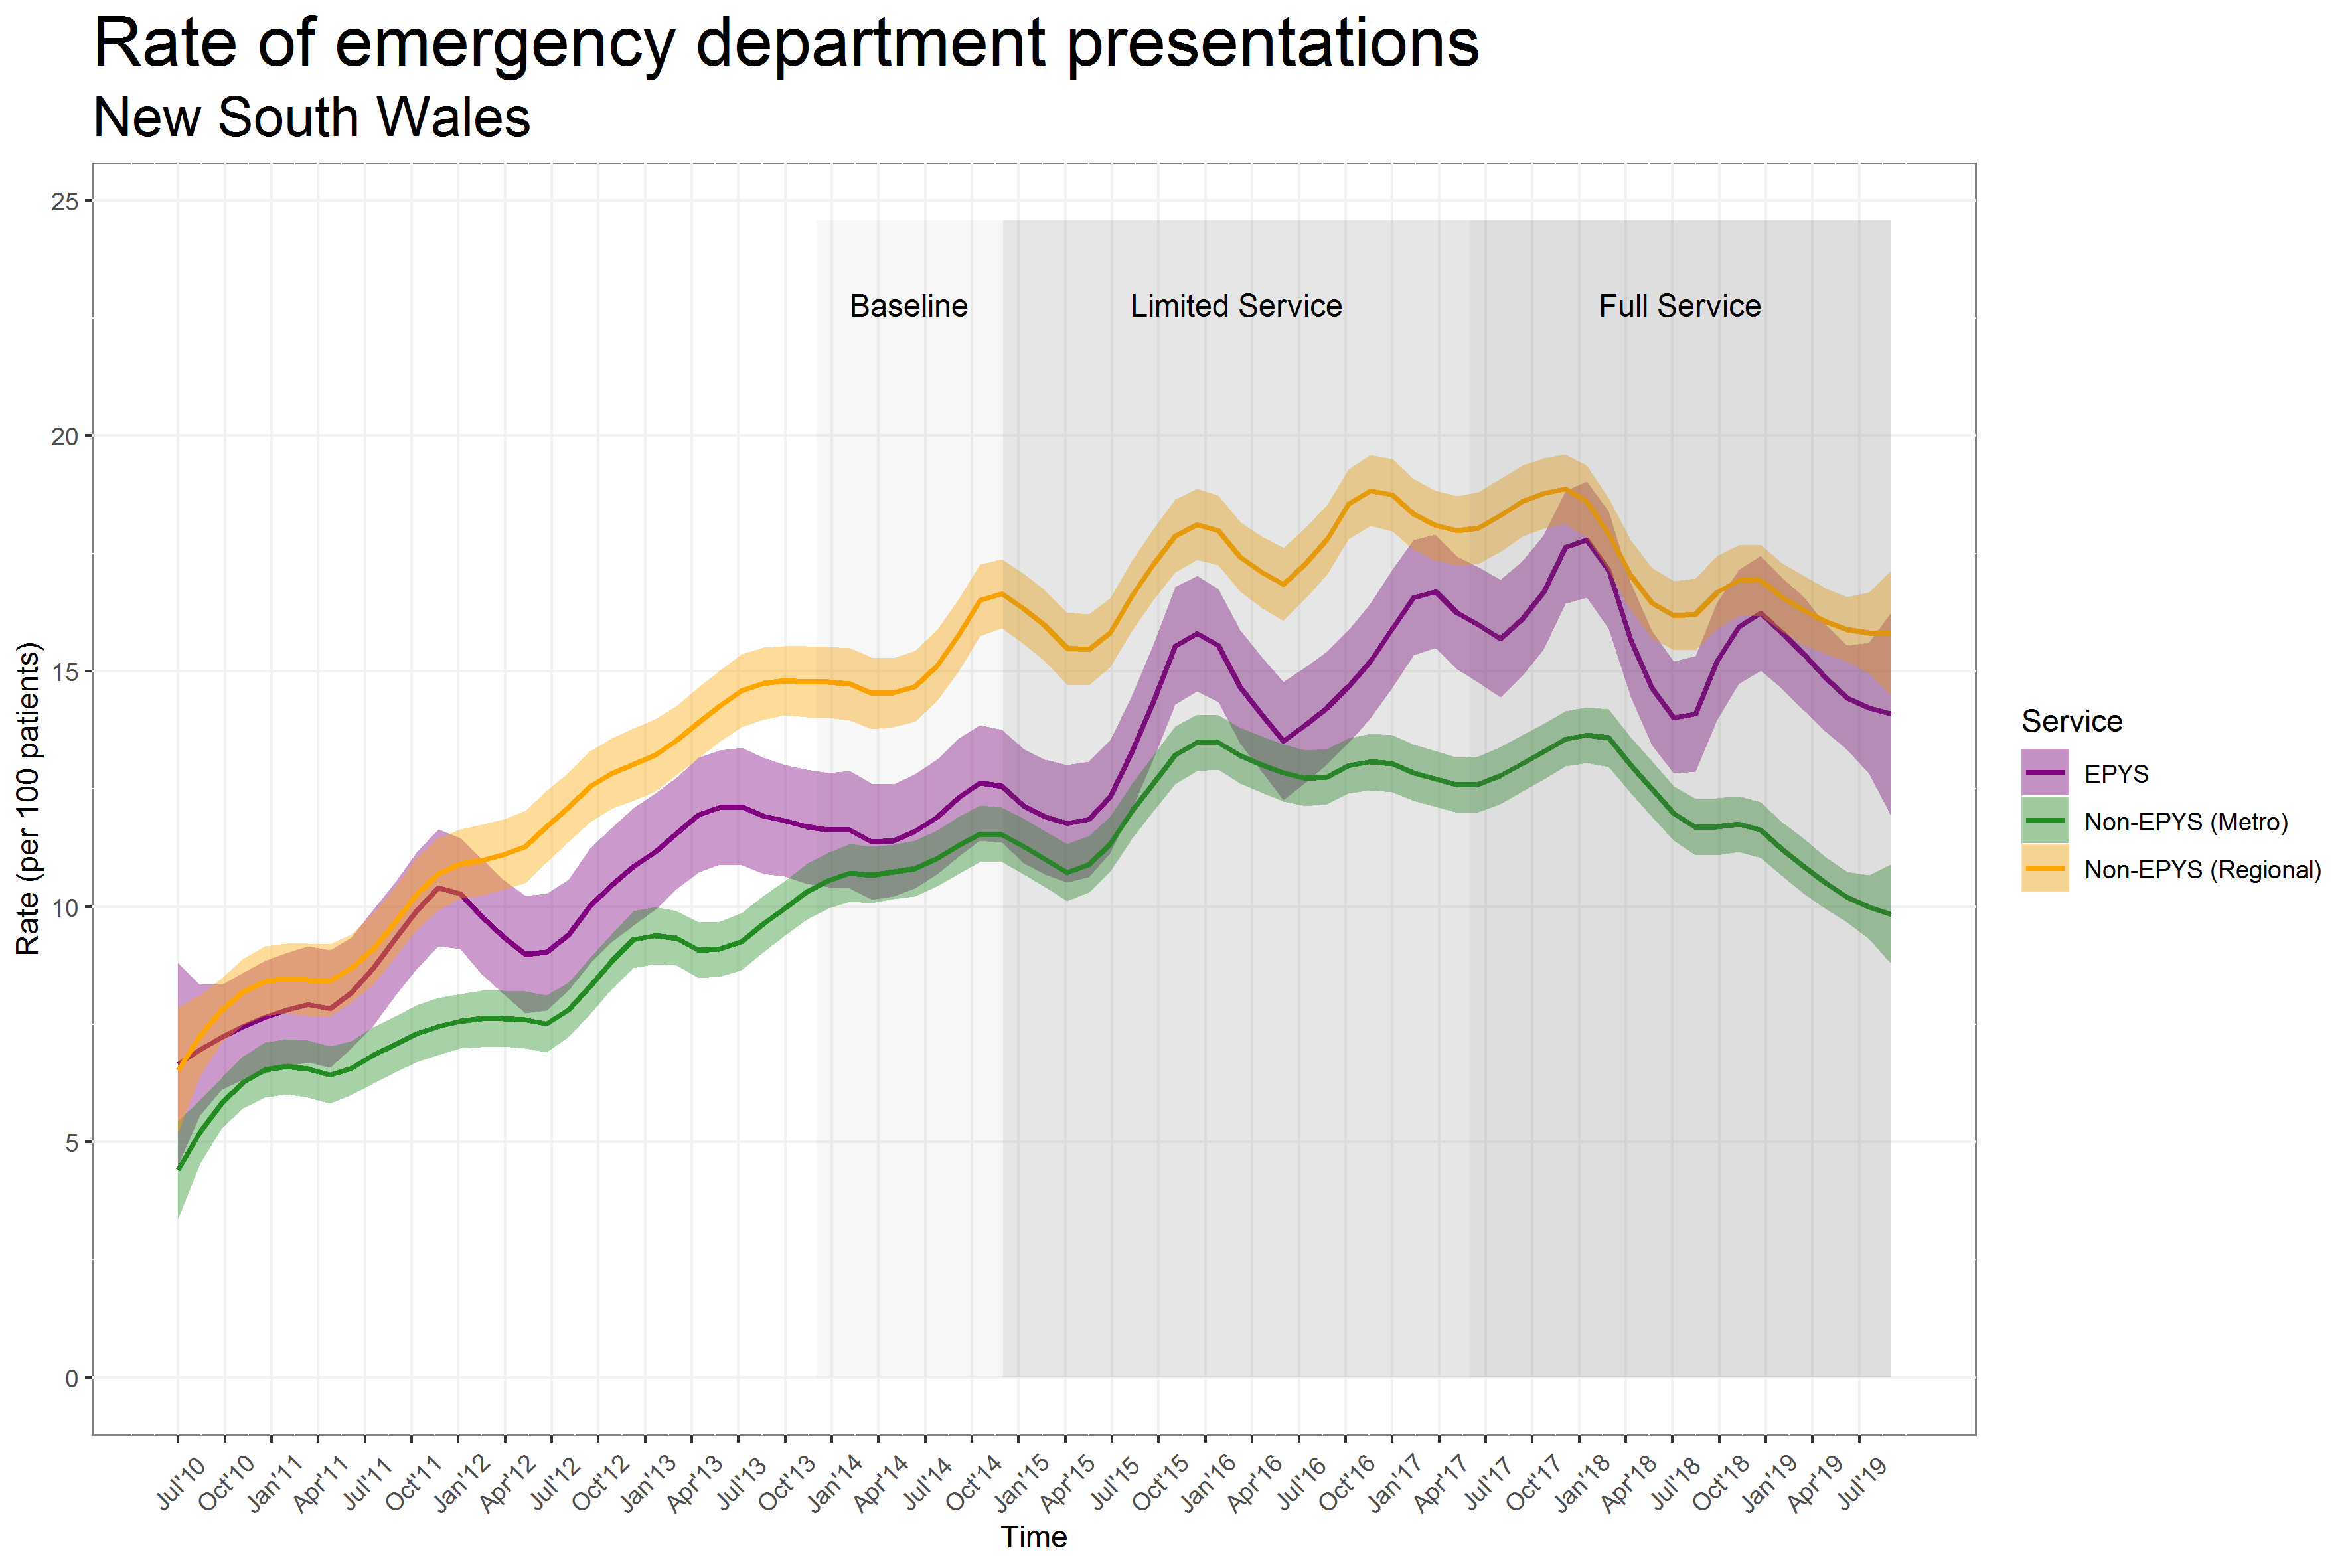 Rate of emergency department presentations
New South Wales
25
20
15
10
5
0
Rate (per 100 patients)
Baseline
Limited Service
Full Service
Jul'10
Oct'10
Jan'11
Apr'11
Jul'11
Oct'11
Jan'12
Apr'12
Jul'12
Oct'12
Jan'13
Apr'13
Jul'13
Oct'13
Jan'14
Apr'14
Jul'14
Oct'14
Jan'15
Apr'15
Jul'15
Oct'15
Jan'16
Apr'16
Jul'16
Oct'16
Jan'17
Apr'17
Jul'17
Oct'17
Jan'18
Apr'18
Jul'18
Oct'18
Jan'19
Apr'19
Jul'19
Time
Service
EPYS
Non-EPYS (Metro)
Non-EPYS (Regional)